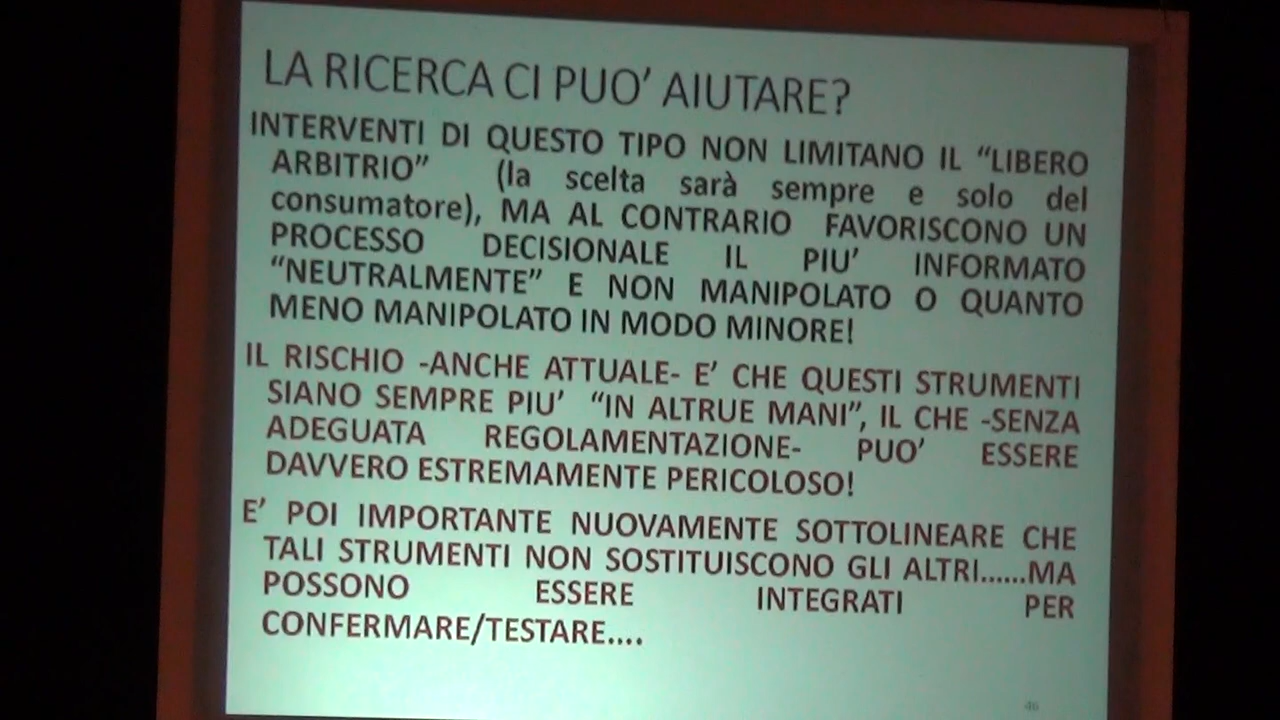 LA RICERCA CI PUO' AIUTARE?
INTERVENTI DI QUESTO TIPO NON LIMITANO IL “LIBERO
ARBITRIO” (la scelta sarà sempre e solo del
consumatore), MA AL CONTRARIO FAVORISCONO UN
PROCESSO DECISIONALE IL PIU' INFORMATO
“NEUTRALMENTE” E NON MANIPOLATO O QUANTO
MENO MANIPOLATO IN MODO MINORE!
IL RISCHIO -ANCHE ATTUALE- E' CHE QUESTI STRUMENTI
SIANO SEMPRE PIU' “IN ALTRUE MANI”, IL CHE -SENZA
ADEGUATA REGOLAMENTAZIONE- PUO' ESSERE
DAVVERO ESTREMAMENTE PERICOLOSO!
E' POI IMPORTANTE NUOVAMENTE SOTTOLINEARE CHE
TALI STRUMENTI NON SOSTITUISCONO GLI ALTRI......MA
POSSONO ESSERE INTEGRATI PER
CONFERMARE/TESTARE....
46